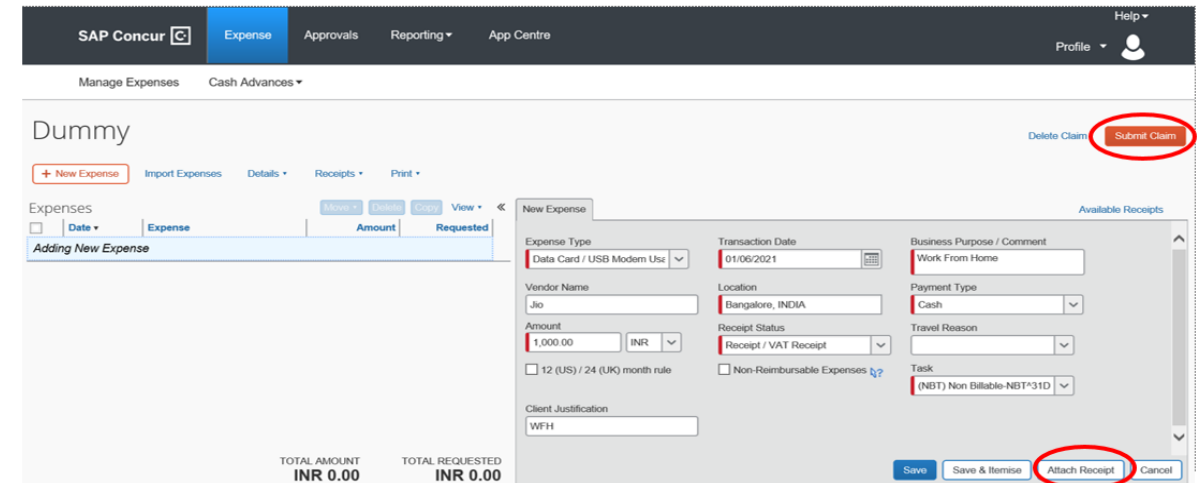 Help
SAP Concur C Expense Approvals Reporting App Centre
Profile
Manage Expenses Cash Advances
Dummy
Delete Claim Submit Claim
+ New Expense Import Expenses Details Receipts Print
Expenses Move Delete Copy View «
Date Expense Amount Requested
Adding New Expense
TOTAL AMOUNT TOTAL REQUESTED
INR 0.00 INR 0.00
New Expense Available Receipts
Expense Type Transaction Date Business Purpose / Comment
Data Card / USB Modem Usa 01/06/2021 Work From Home
Vendor Name Location Payment Type
Jio Bangalore, INDIA Cash
Amount Receipt Status Travel Reason
1,000.00 INR Receipt / VAT Receipt
12 (US) / 24 (UK) month rule Non-Reimbursable Expenses ? Task
(NBT) Non Billable-NBT^31D
Client Justification
WFH
Save Save & Itemise Attach Receipt Cancel